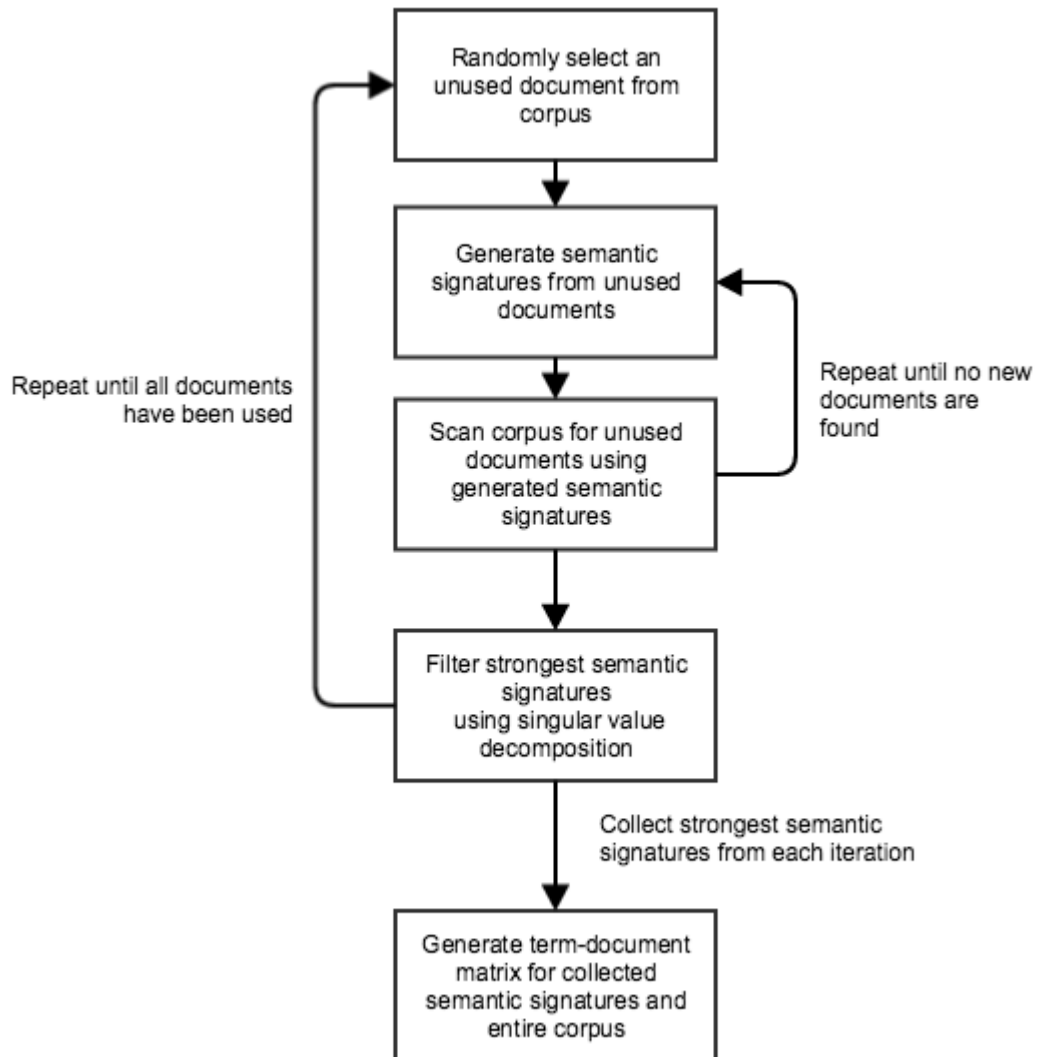 Randomly select an
unused document from
corpus
Generate semantic
signatures from unused
documents
Repeat until all documents
have been used
Repeat until no new
documents are
found
Scan corpus for unused
documents using
generated semantic
signatures
Filter strongest semantic
signatures
using singular value
decomposition
Collect strongest semantic
signatures from each iteration
Generate term-document
matrix for collected
semantic signatures and
entire corpus